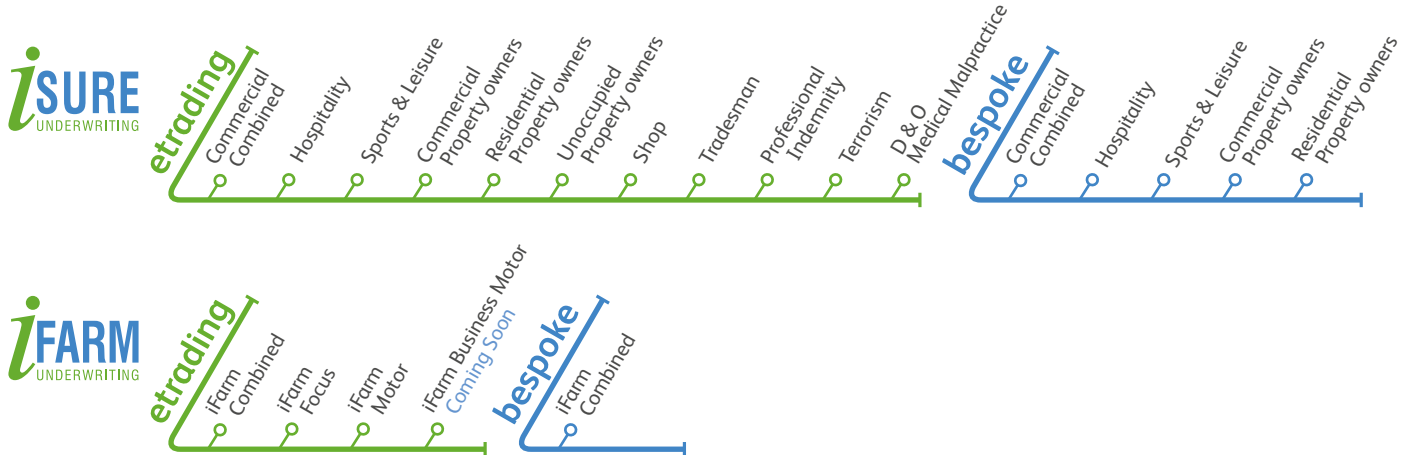 iSURE
UNDERWRITING
etrading
Commercial
Combined
Hospitality
Sports & Leisure
Commercial
Property owners
Residential
Property owners
Unoccupied
Property owners
Shop
Tradesman
Professional
Indemnity
Terrorism
D & O
Medical Malpractice
bespoke
Commercial
Combined
Hospitality
Sports & Leisure
Commercial
Property owners
Residential
Property owners
iFARM
UNDERWRITING
etrading
iFarm
Combined
iFarm
Focus
iFarm
Motor
iFarm Business Motor
Coming Soon
bespoke
iFarm
Combined